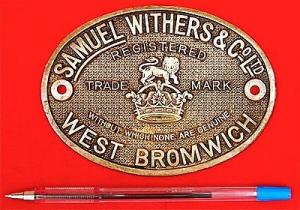 SAMUEL WITHERS & Co. LTD
REGISTERED
TRADE MARK
WITHOUT WHICH NONE ARE GENUINE
WEST BROMWICH